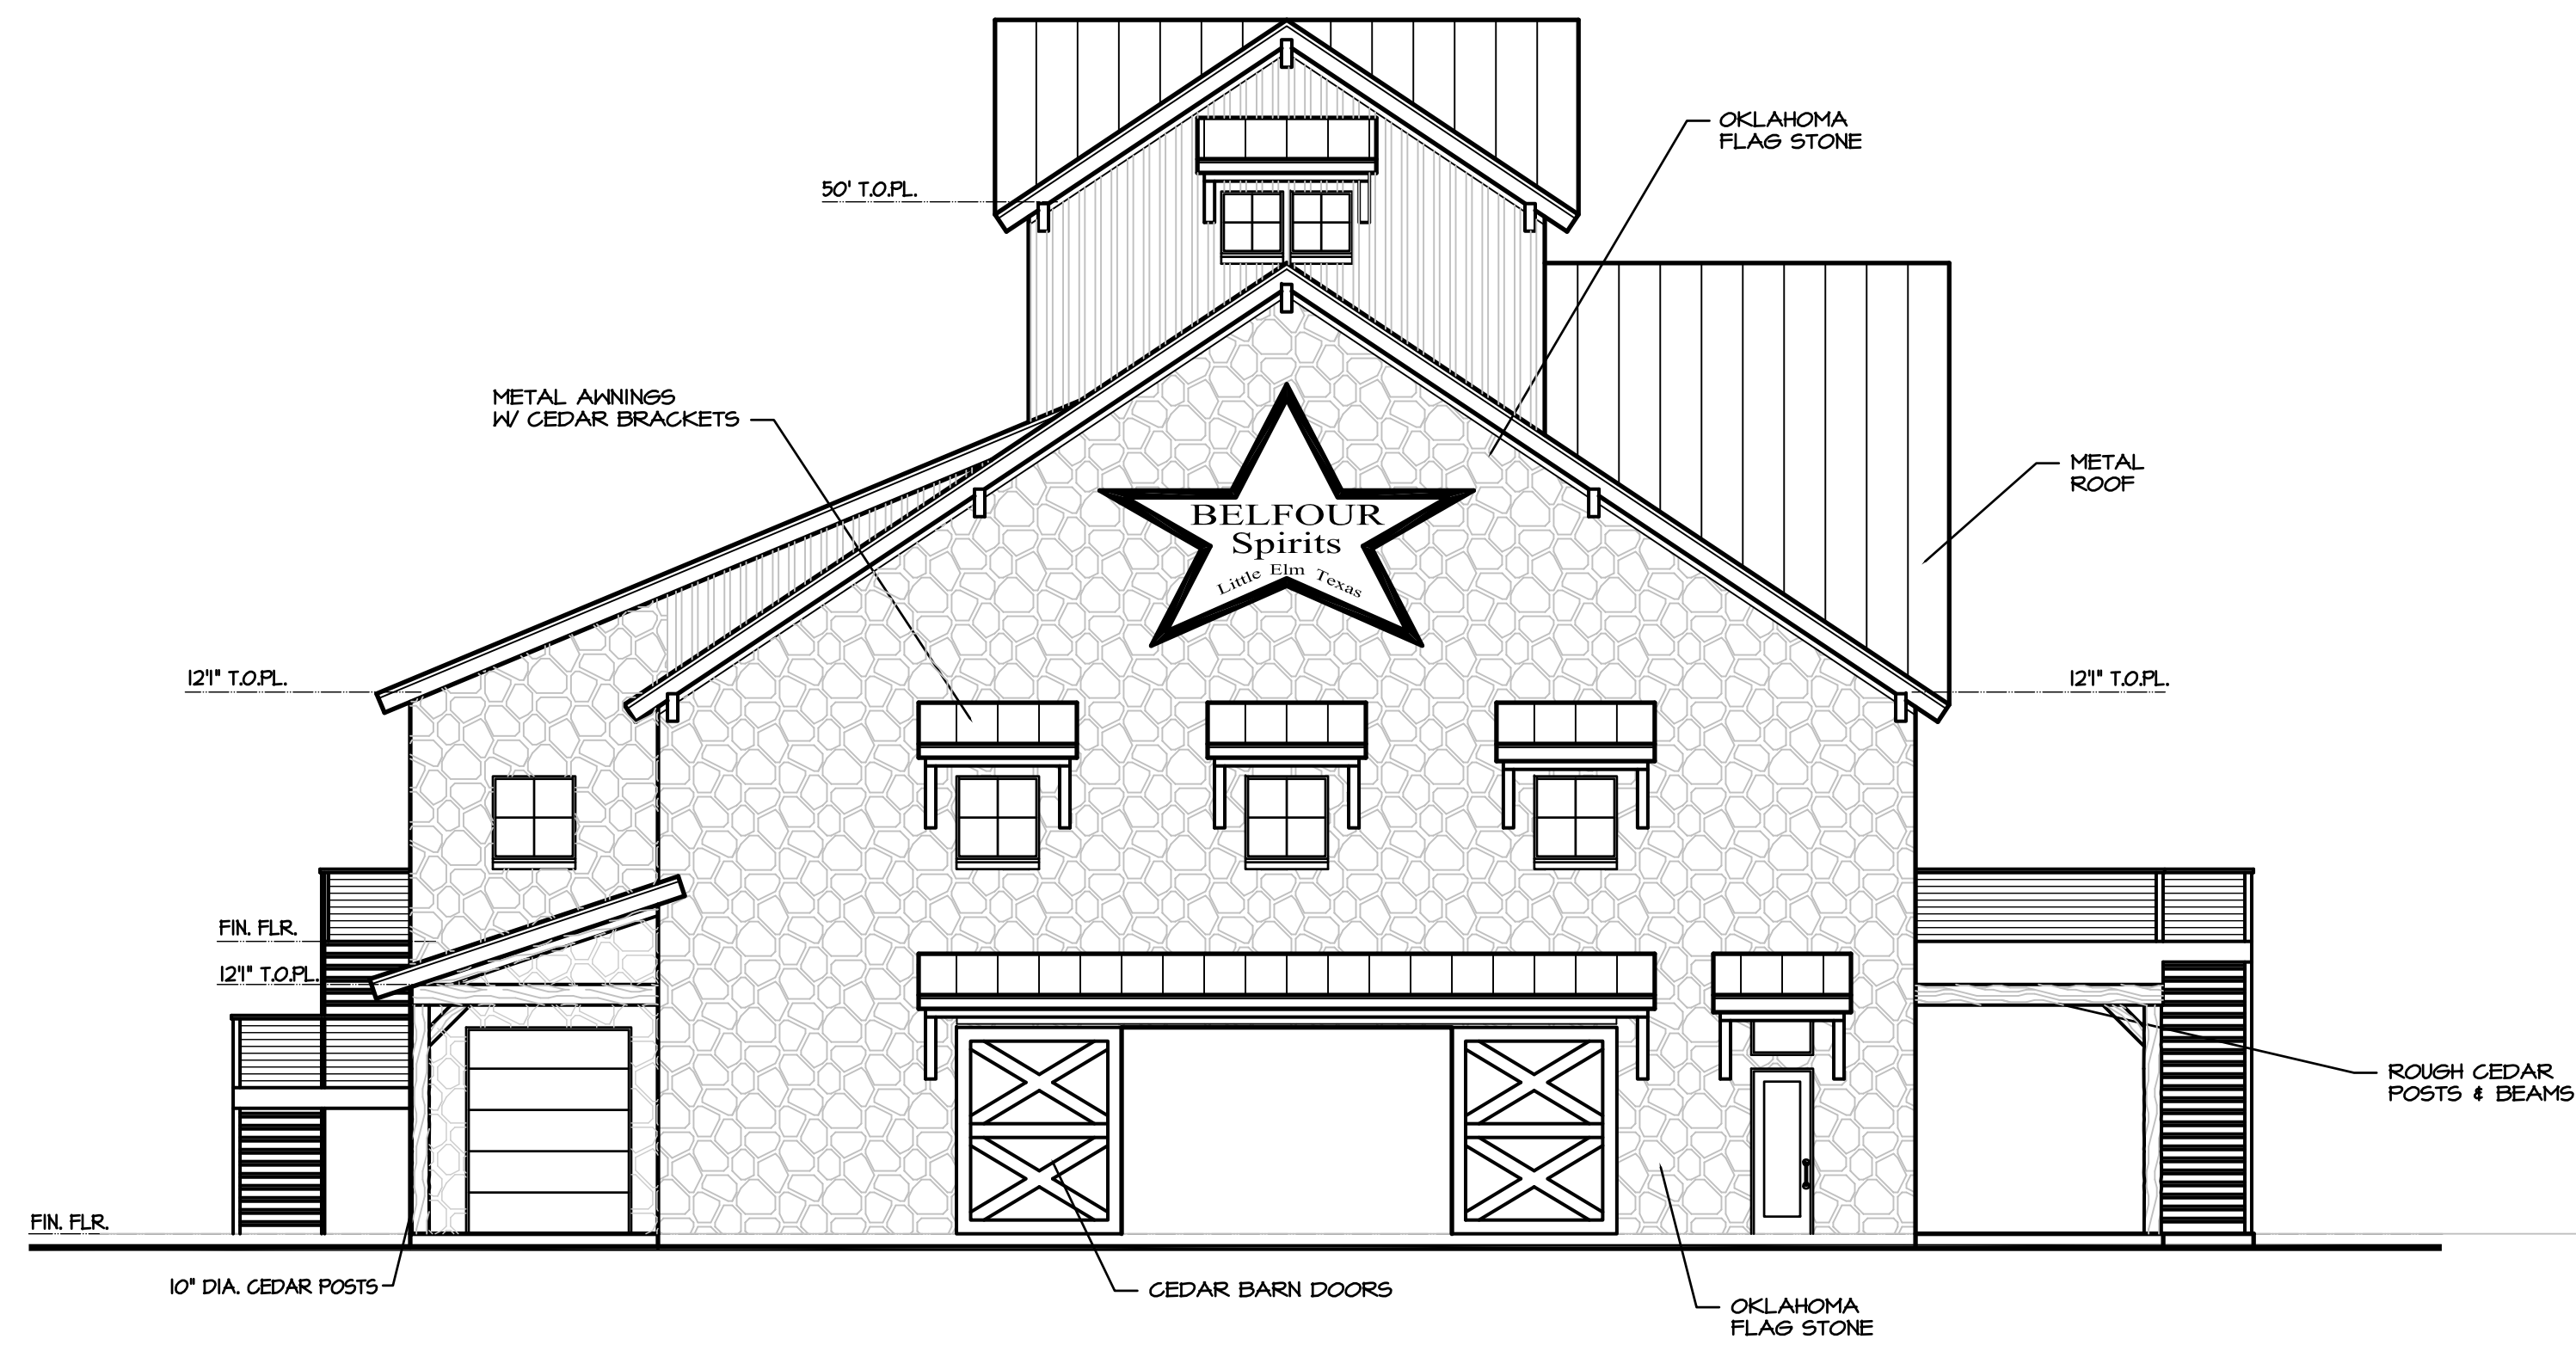 OKLAHOMA
FLAG STONE
50' T.O.PL.
METAL AWNINGS
W/ CEDAR BRACKETS
METAL
ROOF
BELFOUR
Spirits
Little Elm Texas
12'1" T.O.PL.
12'1" T.O.PL.
FIN. FLR.
12'1" T.O.PL.
ROUGH CEDAR
POSTS & BEAMS
FIN. FLR.
10" DIA. CEDAR POSTS
CEDAR BARN DOORS
OKLAHOMA
FLAG STONE